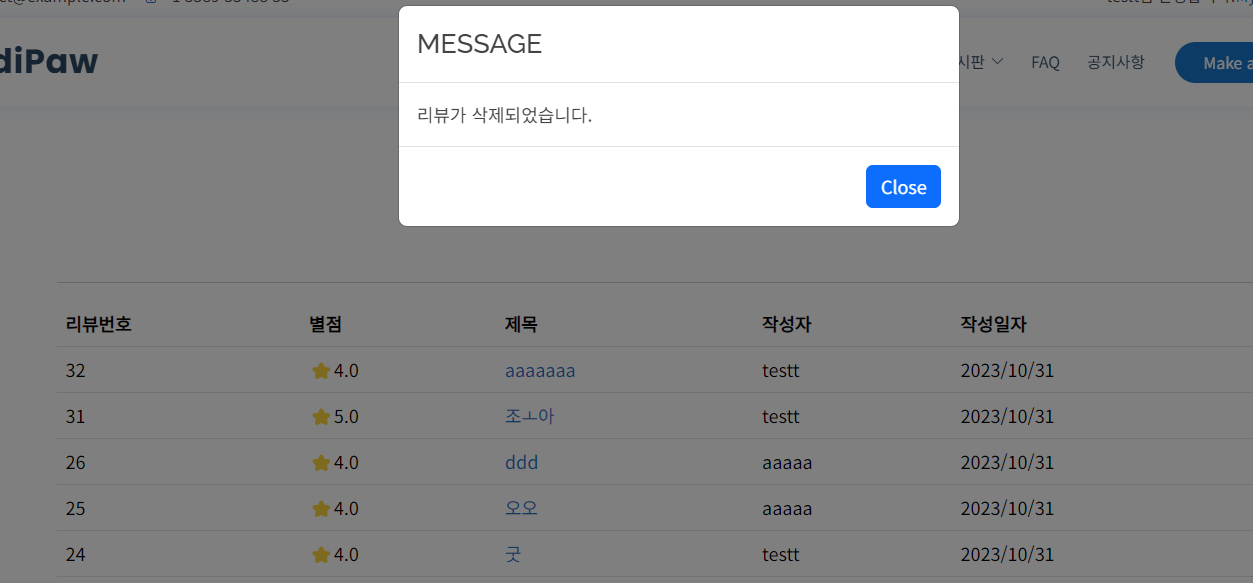 MESSAGE
diPaw
FAQ
공지사항
Make a
리뷰가 삭제되었습니다.
Close
리뷰번호 별점 제목 작성자 작성일자
32 4.0 aaaaaaa testt 2023/10/31
31 5.0 조ㅗ아 testt 2023/10/31
26 4.0 ddd aaaaa 2023/10/31
25 4.0 오오 aaaaa 2023/10/31
24 4.0 굿 testt 2023/10/31